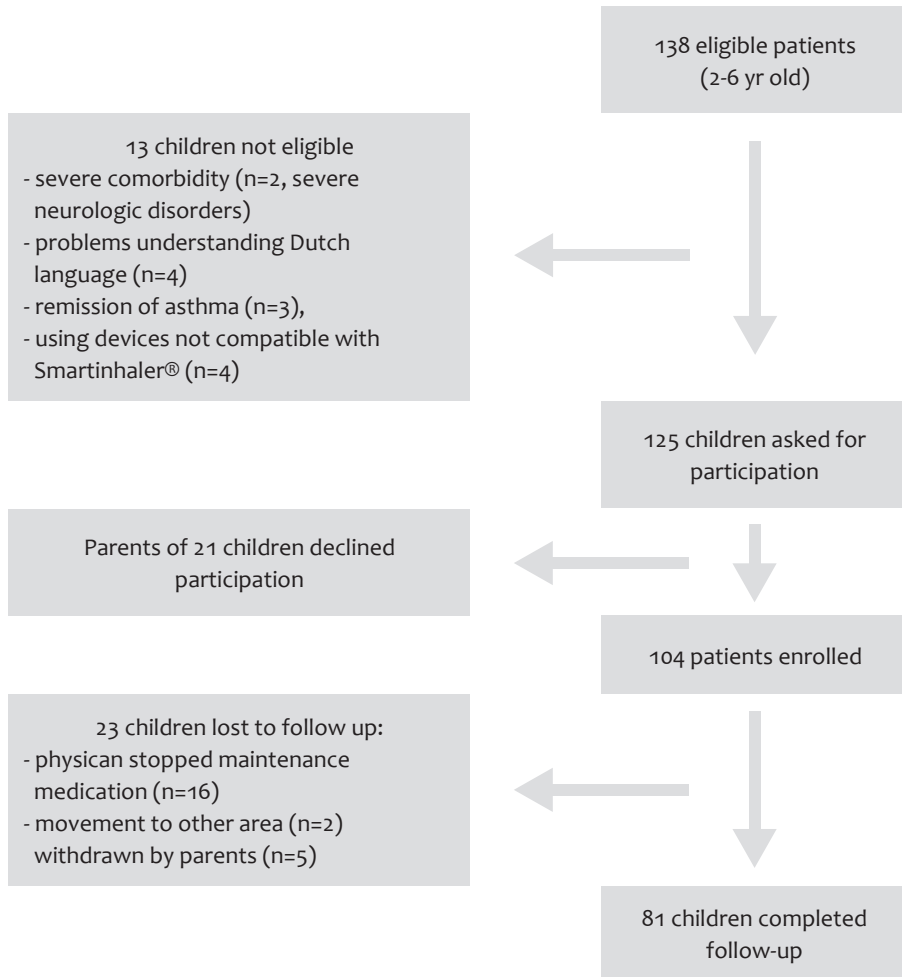 138 eligible patients
(2-6 yr old)
13 children not eligible
- severe comorbidity (n=2, severe
neurologic disorders)
- problems understanding Dutch
language (n=4)
- remission of asthma (n=3),
- using devices not compatible with
Smartinhaler® (n=4)
125 children asked for
participation
Parents of 21 children declined
participation
104 patients enrolled
23 children lost to follow up:
- physican stopped maintenance
medication (n=16)
- movement to other area (n=2)
withdrawn by parents (n=5)
81 children completed
follow-up